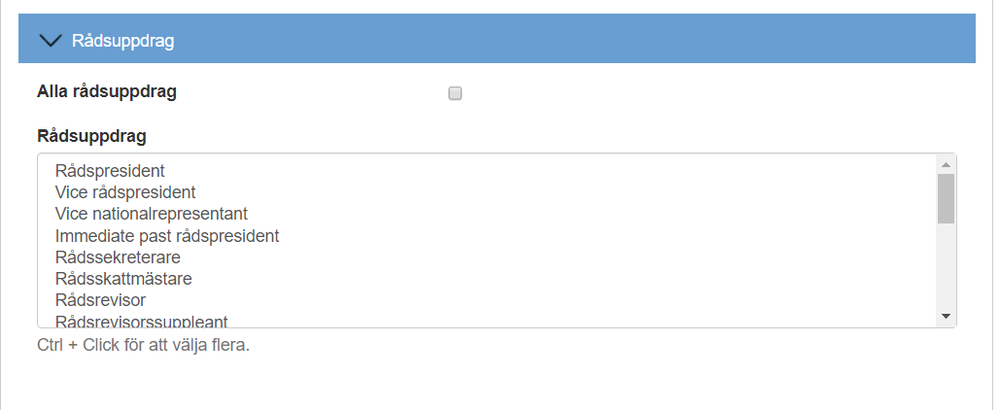 Rådsuppdrag
Alla rådsuppdrag
Rådsuppdrag
Rådspresident
Vice rådspresident
Vice nationalrepresentant
Immediate past rådspresident
Rådssekreterare
Rådsskattmästare
Rådsrevisor
Rådsrevisorssuppleant
Ctrl + Click för att välja flera.